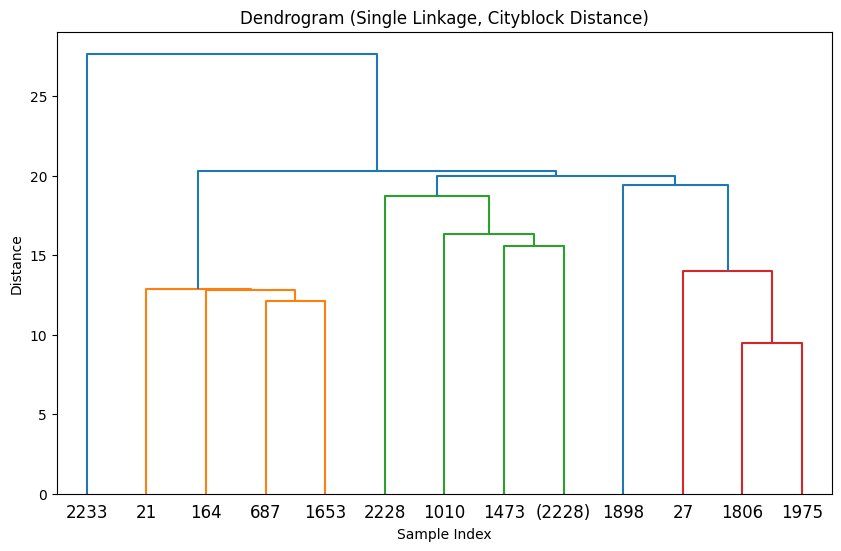 Dendrogram (Single Linkage, Cityblock Distance)
Distance
25
20
15
10
5
0
2233 21 164 687 1653 2228 1010 1473 (2228) 1898 27 1806 1975
Sample Index